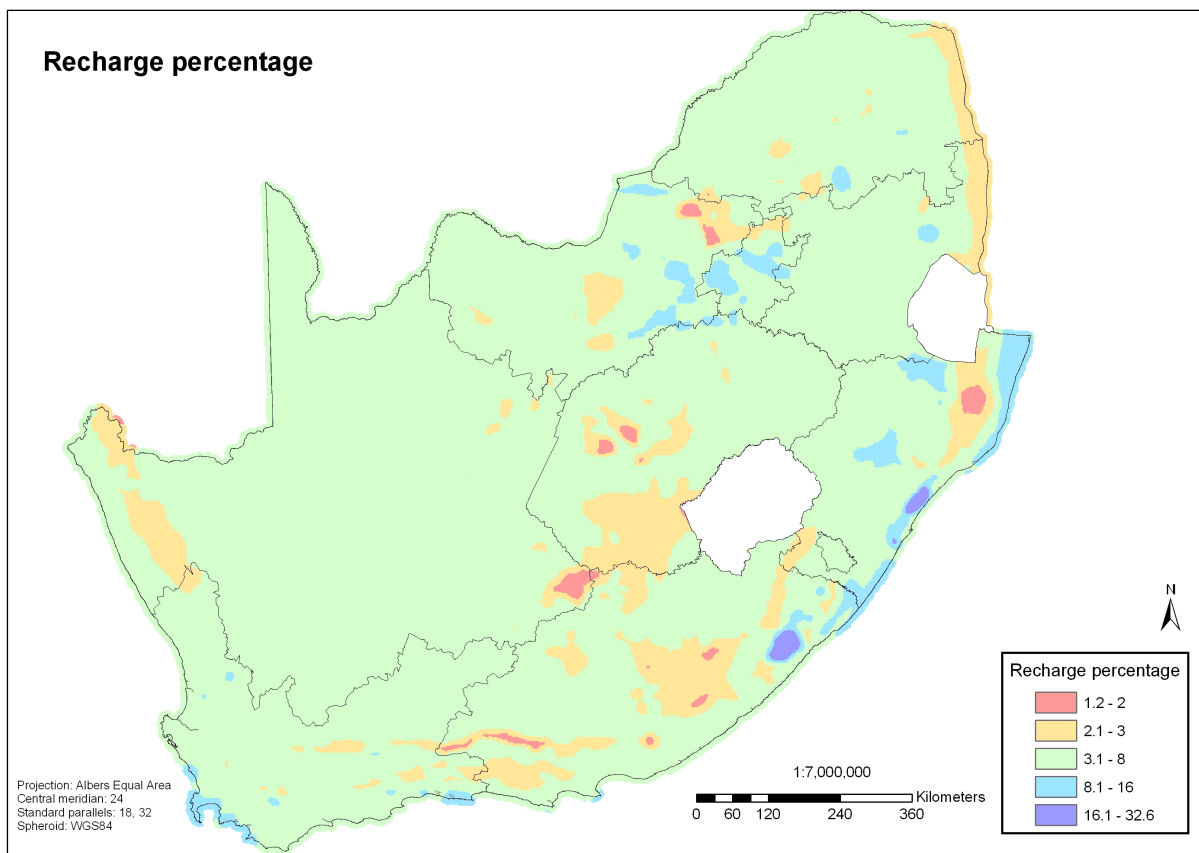 Recharge percentage
N
Recharge percentage
1.2 - 2
2.1 - 3
3.1 - 8
8.1 - 16
16.1 - 32.6
Projection: Albers Equal Area
Central meridian: 24
Standard parallels: 18, 32
Spheroid: WGS84
1:7,000,000
Kilometers
0 60 120 240 360